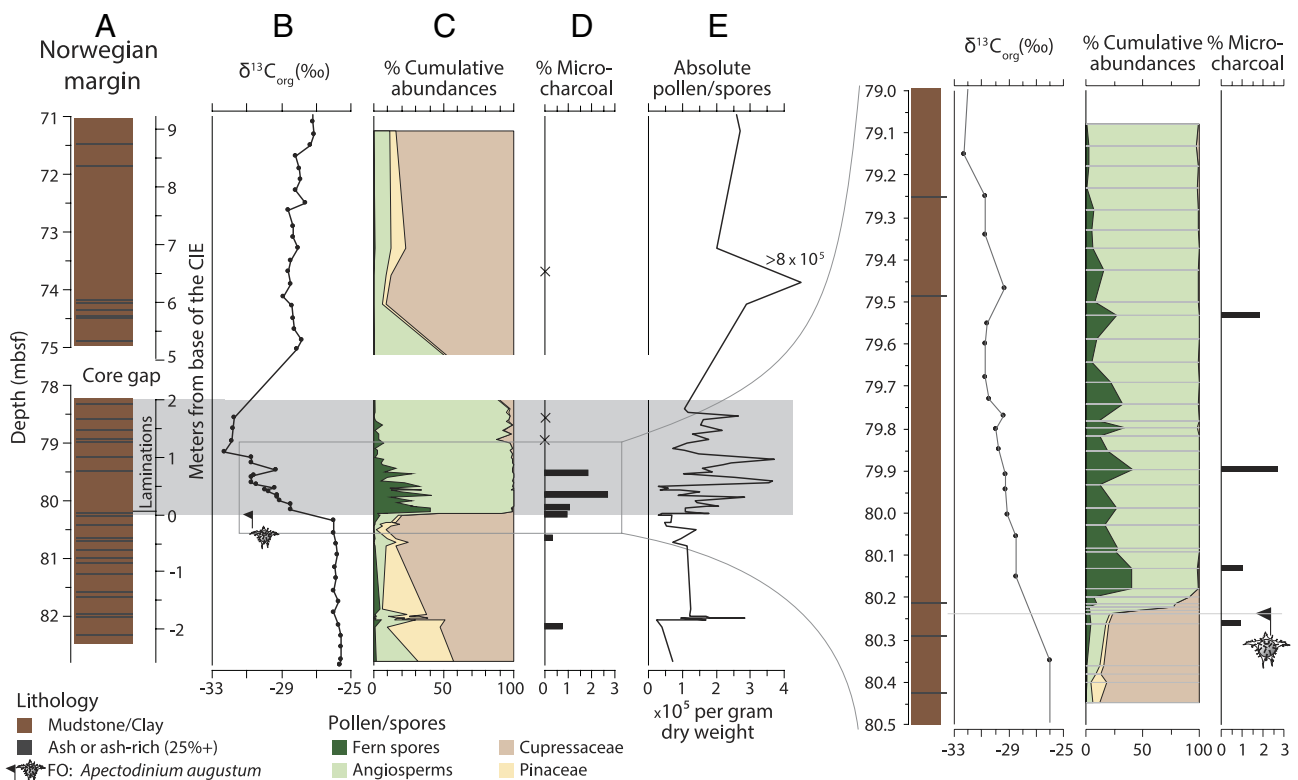 A
B
C
D
E
Norwegian
margin
δ¹³Corg(‰)
% Cumulative
abundances
% Micro-
charcoal
Absolute
pollen/spores
δ¹³Corg(‰)
% Cumulative
abundances
% Micro-
charcoal
Depth (mbsf)
71
72
73
74
75
Core gap
78
79
80
81
82
Laminations
Meters from base of the CIE
9
8
7
6
5
2
1
0
-1
-2
>8 x 10⁵
-33 -29 -25
0 50 100
0 1 2 3
0 1 2 3 4
x10⁵ per gram
dry weight
79.0
79.1
79.2
79.3
79.4
79.5
79.6
79.7
79.8
79.9
80.0
80.1
80.2
80.3
80.4
80.5
-33 -29 -25
0 50 100
0 1 2 3
Lithology
Mudstone/Clay
Ash or ash-rich (25%+)
FO: Apectodinium augustum
Pollen/spores
Fern spores
Angiosperms
Cupressaceae
Pinaceae